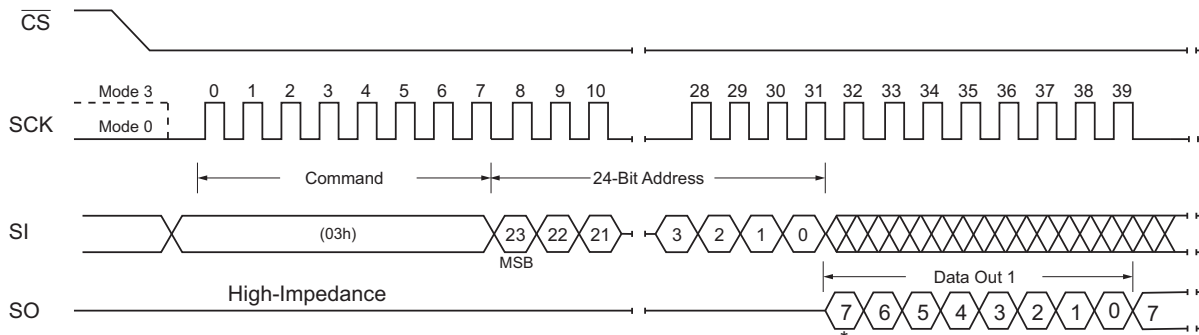 CS
0 1 2 3 4 5 6 7 8 9 10 28 29 30 31 32 33 34 35 36 37 38 39
Mode 3
SCK
Mode 0
Command 24-Bit Address
SI (03h) 23 22 21 3 2 1 0
MSB
Data Out 1
High-Impedance
SO 7 6 5 4 3 2 1 0 7
*